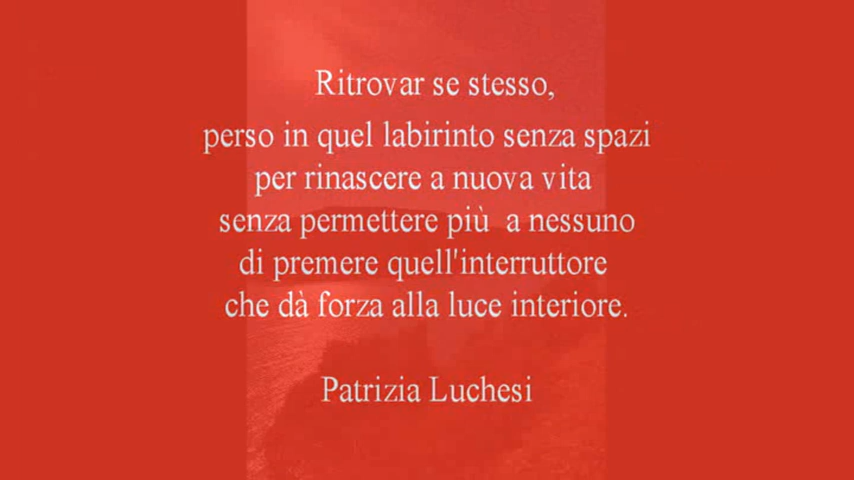 Ritrovar se stesso,
perso in quel labirinto senza spazi
per rinascere a nuova vita
senza permettere più a nessuno
di premere quell'interruttore
che dà forza alla luce interiore.
Patrizia Luchesi